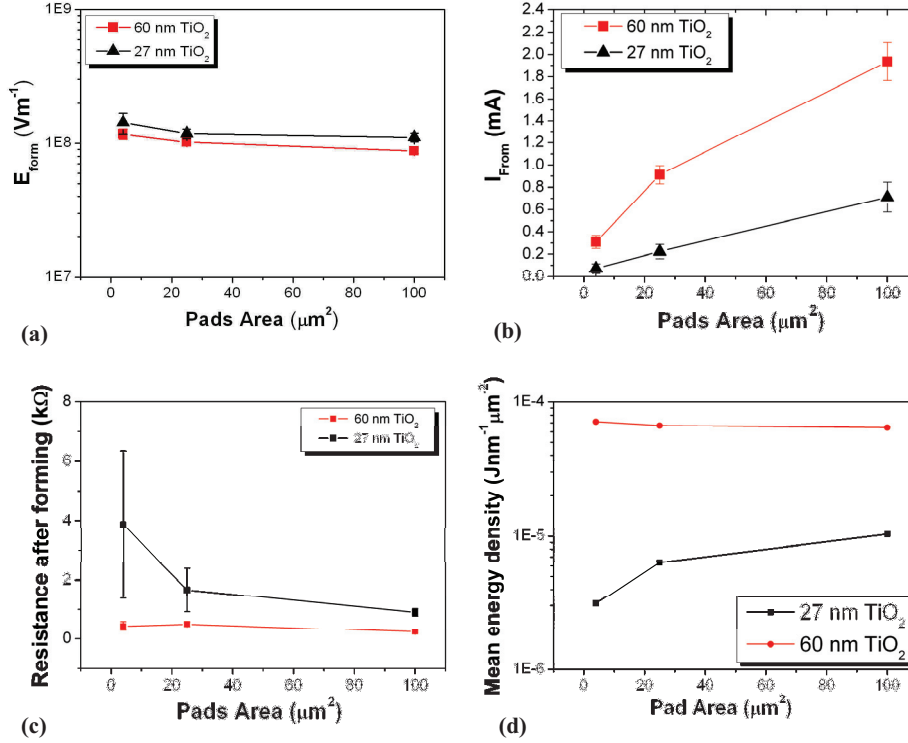 1E9
60 nm TiO₂
27 nm TiO₂
E_form (Vm⁻¹)
1E8
1E7
0 20 40 60 80 100
Pads Area (μm²)
(a)
2.4
2.2
2.0
1.8
1.6
1.4
1.2
1.0
0.8
0.6
0.4
0.2
0.0
60 nm TiO₂
27 nm TiO₂
I_From (mA)
0 20 40 60 80 100
Pads Area (μm²)
(b)
8
6
4
2
0
60 nm TiO₂
27 nm TiO₂
Resistance after forming (kΩ)
0 20 40 60 80 100
Pads Area (μm²)
(c)
1E-4
1E-5
1E-6
Mean energy density (Jnm⁻¹μm⁻²)
27 nm TiO₂
60 nm TiO₂
0 20 40 60 80 100
Pad Area (μm²)
(d)